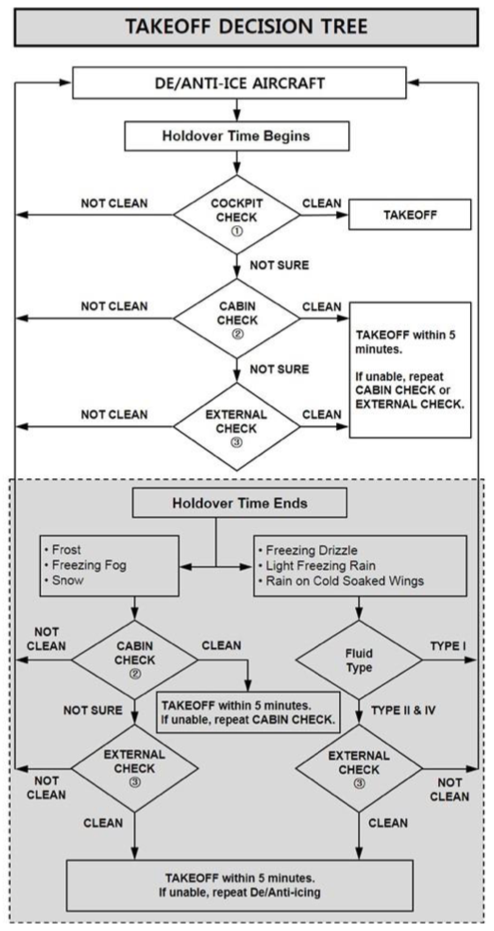 TAKEOFF DECISION TREE
DE/ANTI-ICE AIRCRAFT
Holdover Time Begins
NOT CLEAN
COCKPIT
CHECK
①
CLEAN
TAKEOFF
NOT SURE
NOT CLEAN
CABIN
CHECK
②
CLEAN
TAKEOFF within 5
minutes.
If unable, repeat
CABIN CHECK or
EXTERNAL CHECK.
NOT SURE
NOT CLEAN
EXTERNAL
CHECK
③
CLEAN
Holdover Time Ends
• Frost
• Freezing Fog
• Snow
• Freezing Drizzle
• Light Freezing Rain
• Rain on Cold Soaked Wings
NOT
CLEAN
CABIN
CHECK
②
CLEAN
TAKEOFF within 5 minutes.
If unable, repeat CABIN CHECK.
Fluid
Type
TYPE I
NOT SURE
TYPE II & IV
EXTERNAL
CHECK
③
NOT
CLEAN
EXTERNAL
CHECK
③
NOT
CLEAN
CLEAN
CLEAN
TAKEOFF within 5 minutes.
If unable, repeat De/Anti-icing